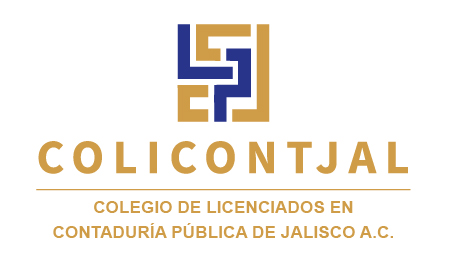 COLICONTJAL
COLEGIO DE LICENCIADOS EN
CONTADURÍA PÚBLICA DE JALISCO A.C.